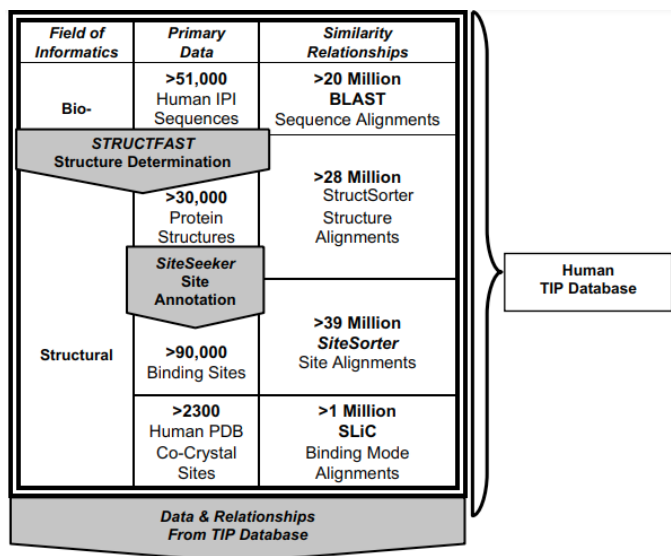 Field of
Informatics
Primary
Data
Similarity
Relationships
Bio-
>51,000
Human IPI
Sequences
>20 Million
BLAST
Sequence Alignments
STRUCTFAST
Structure Determination
>30,000
Protein
Structures
>28 Million
StructSorter
Structure
Alignments
SiteSeeker
Site
Annotation
Structural
>90,000
Binding Sites
>39 Million
SiteSorter
Site Alignments
>2300
Human PDB
Co-Crystal
Sites
>1 Million
SLiC
Binding Mode
Alignments
Human
TIP Database
Data & Relationships
From TIP Database